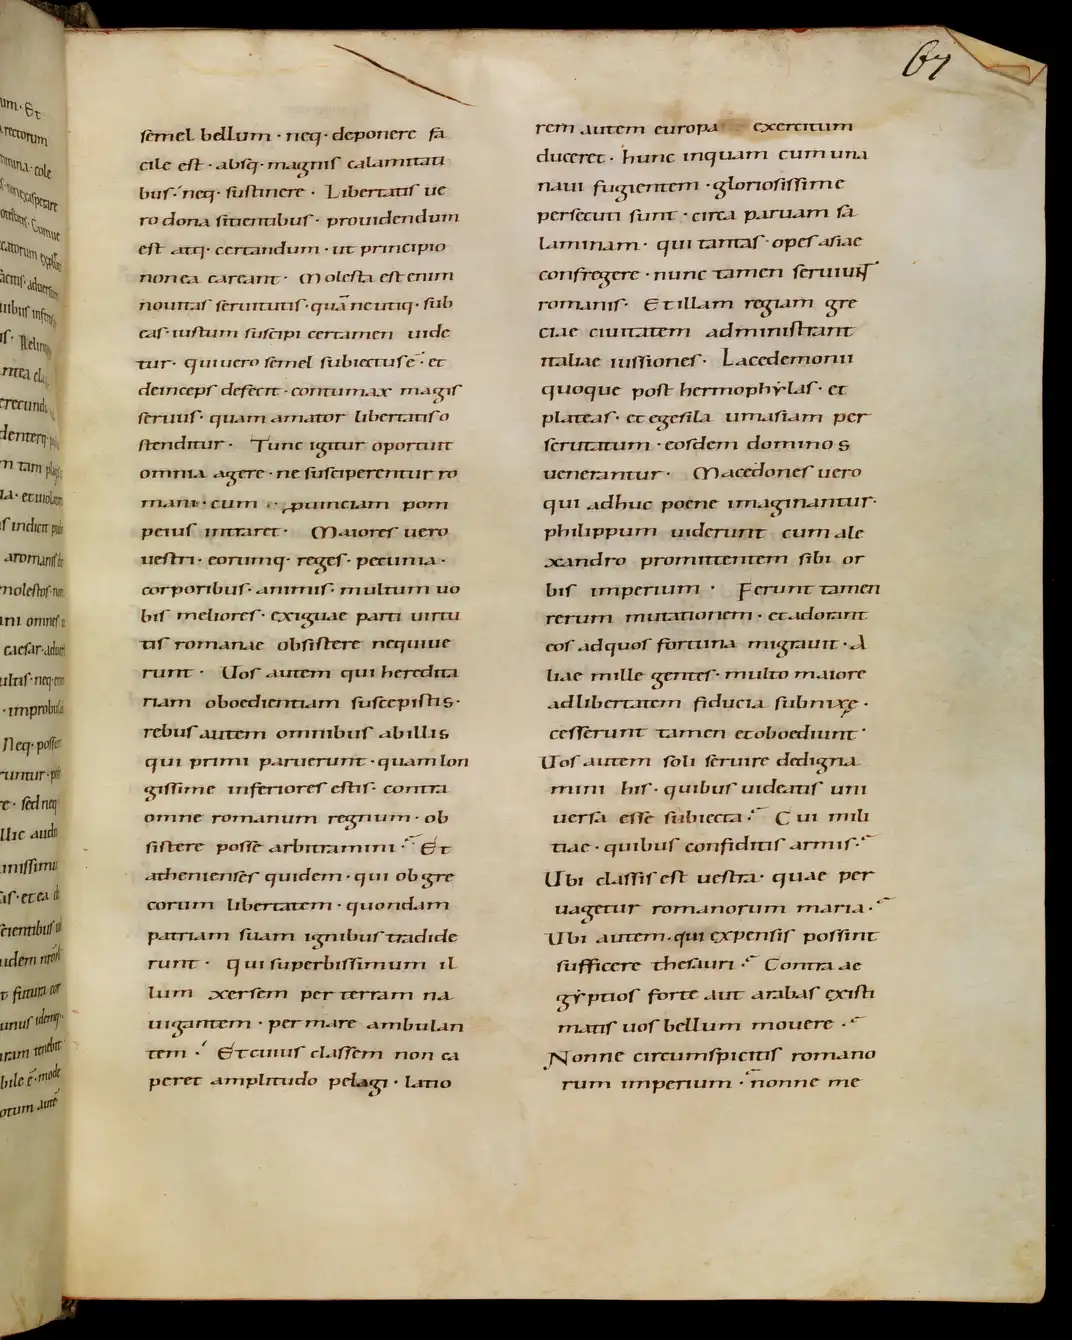 67
semel bellum · neq· deponere fa
cile est · absq· magnis calamitati
bus · neq· sustinere · Libertatis ue
ro dona sitientibus · prouidendum
est atq· certandum · ut principio
non ea careant · Molesta est enim
nouitas seruitutis · quā ne utiq· sub
eas · iustum suscipi certamen uide
tur · qui uero semel subiectus ē · et
deinceps defecit · contumax magis
seruus · quam amator libertatis o
stenditur · Tunc igitur oportuit
omnia agere · ne susciperentur ro
mani · cum puinciam pom
peius intraret · Maiores uero
uestri · eorumq· reges · pecunia ·
corporibus · animis · multum uo
bis meliores · exiguae parti uirtu
tis romanae obsistere nequiue
runt · Uos autem qui heredita
riam oboedientiam suscepistis ·
rebus autem omnibus ab illis
qui primi paruerunt · quam lon
gissime inferiores estis · contra
omne romanum regnum · ob
sistere posse arbitramini · Et
athenienses quidem · qui ob gre
corum libertatem · quondam
patriam suam ignibus tradide
runt · qui superbissimum il
lum xersem per terram na
uigantem · per mare ambulan
tem · Et cuius classem non ca
peret amplitudo pelagi · latio
rem autem europa exercitum
duceret · hunc inquam cum una
naui fugientem · gloriosissime
persecuti sunt · circa paruam sa
laminam · qui tantas · opes asiae
confregere · nunc tamen seruiunt
romanis · Et illam regiam gre
ciae ciuitatem administrant
italiae iussiones · Lacedemonii
quoque post hermophylas · et
plateas · et egesila um asiam per
scrutatum · eosdem dominos
uenerantur · Macedones uero
qui adhuc poene imaginantur ·
philippum uiderunt cum ale
xandro promittentem sibi or
bis imperium · Ferunt tamen
rerum mutationem · et adorant
eos ad quos fortuna migrauit · A
liae mille gentes · multo maiore
ad libertatem fiducia subnixę ·
cesserunt tamen et oboediunt ·
Uos autem soli seruire dedigna
mini his · quibus uideatis uni
uersa esse subiecta · Cui mili
tiae · quibus confiditis armis ·
Ubi classis est uestra · quae per
uagetur romanorum maria ·
Ubi autem · qui expensis possint
sufficere thesauri · Contra ae
gyptios forte aut arabas existi
matis uos bellum mouere ·
Nonne circumspicitis romano
rum imperium · nonne me